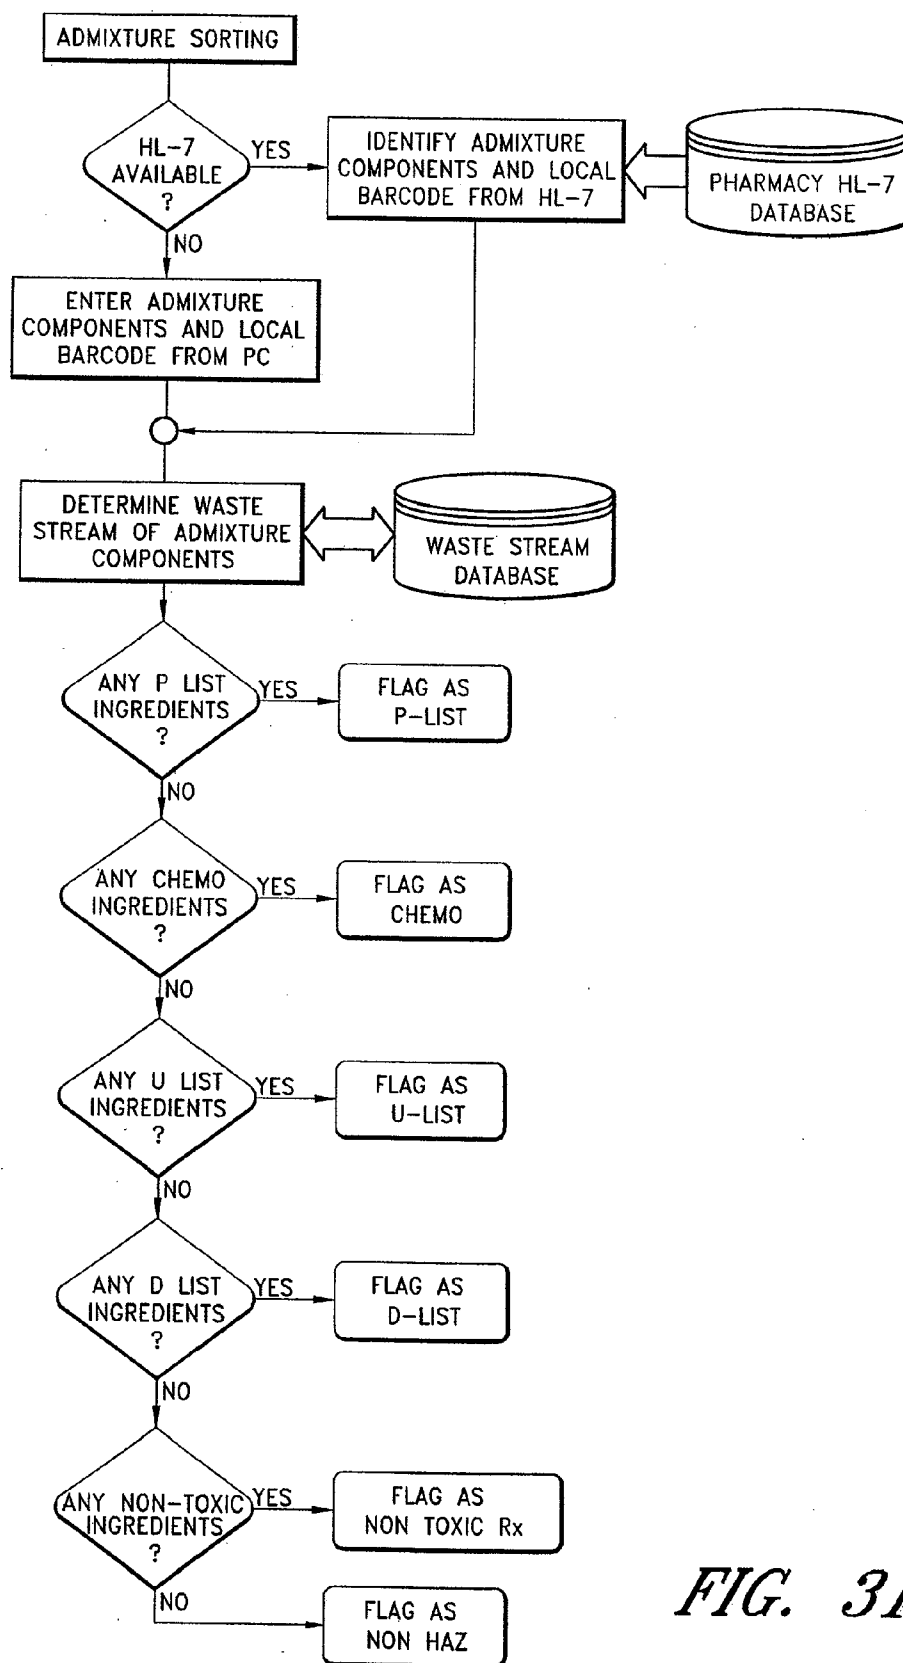 ADMIXTURE SORTING
HL-7
AVAILABLE
?
YES
IDENTIFY ADMIXTURE
COMPONENTS AND LOCAL
BARCODE FROM HL-7
PHARMACY HL-7
DATABASE
NO
ENTER ADMIXTURE
COMPONENTS AND LOCAL
BARCODE FROM PC
DETERMINE WASTE
STREAM OF ADMIXTURE
COMPONENTS
WASTE STREAM
DATABASE
ANY P LIST
INGREDIENTS
?
YES
FLAG AS
P-LIST
NO
ANY CHEMO
INGREDIENTS
?
YES
FLAG AS
CHEMO
NO
ANY U LIST
INGREDIENTS
?
YES
FLAG AS
U-LIST
NO
ANY D LIST
INGREDIENTS
?
YES
FLAG AS
D-LIST
NO
ANY NON-TOXIC
INGREDIENTS
?
YES
FLAG AS
NON TOXIC Rx
NO
FLAG AS
NON HAZ